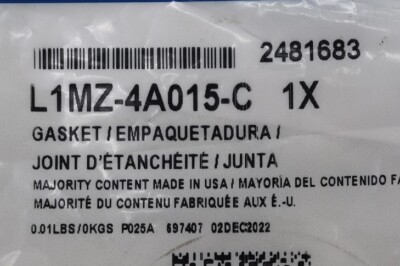 2481683
L1MZ-4A015-C 1X
GASKET / EMPAQUETADURA /
JOINT D'ÉTANCHÉITÉ / JUNTA
MAJORITY CONTENT MADE IN USA / MAYORÍA DEL CONTENIDO FA
MAJORITÉ DU CONTENU FABRIQUÉE AUX É.-U.
0.01LBS/0KGS P025A 697407 02DEC2022